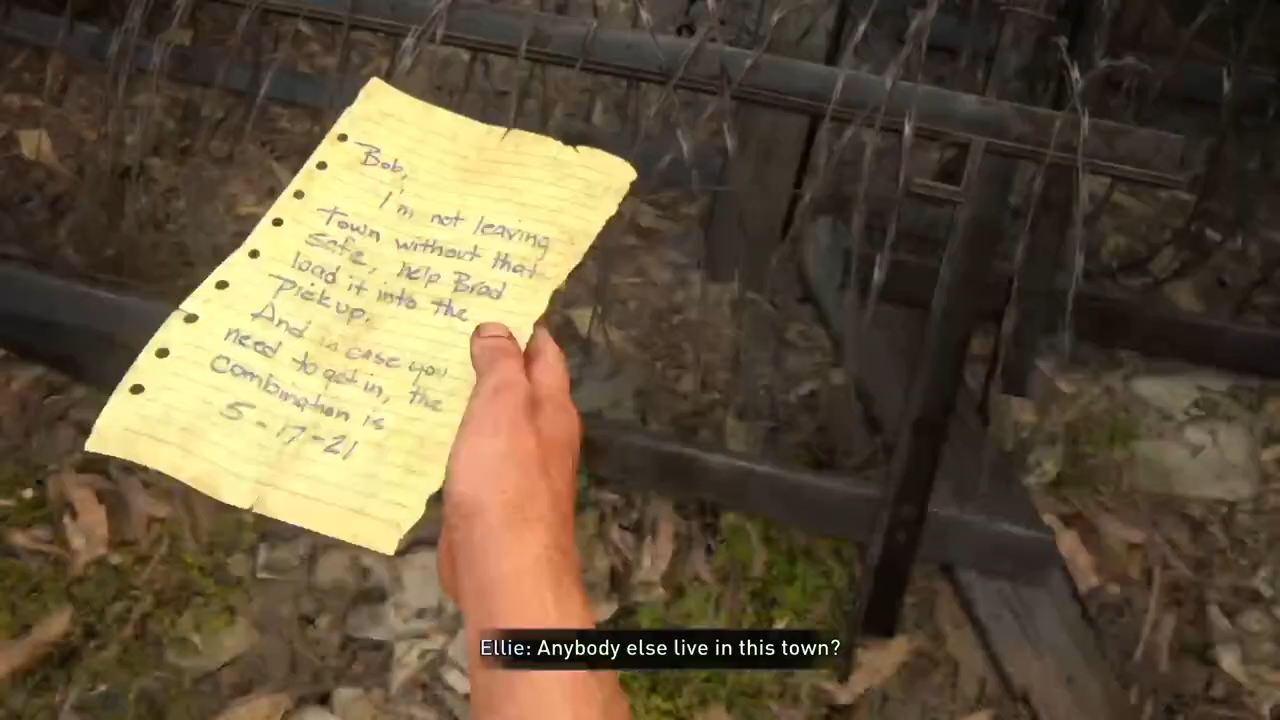 Bob,
I'm not leaving
Town without that
safe, help Brad
load it into the
Pickup.
And in case you
need to get in, the
Combination is
5-17-21
Ellie: Anybody else live in this town?